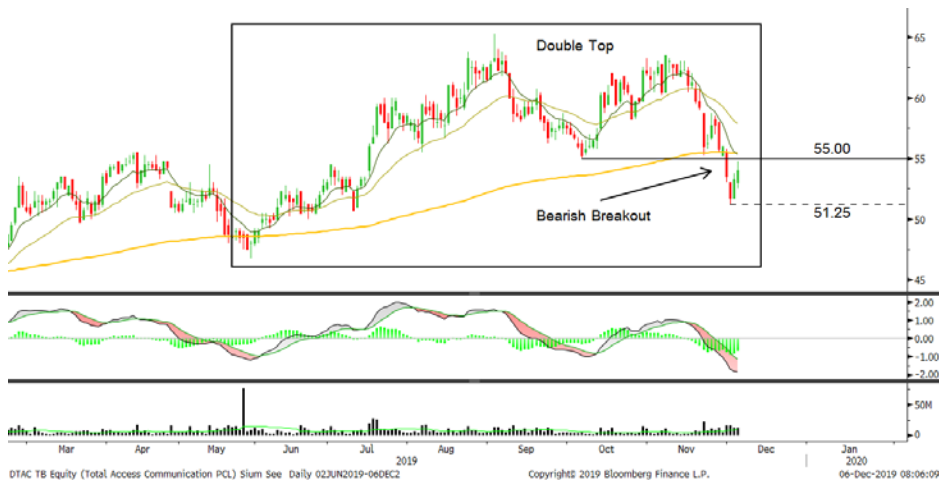 Double Top
65
60
55.00
55
Bearish Breakout
51.25
50
45
2.00
1.00
0.00
-1.00
-2.00
50M
0
Mar Apr May Jun Jul Aug Sep Oct Nov Dec Jan
2019 2020
DTAC TB Equity (Total Access Communication PCL) Sium See Daily 02JUN2019-06DEC2 Copyright© 2019 Bloomberg Finance L.P. 06-Dec-2019 08:06:09